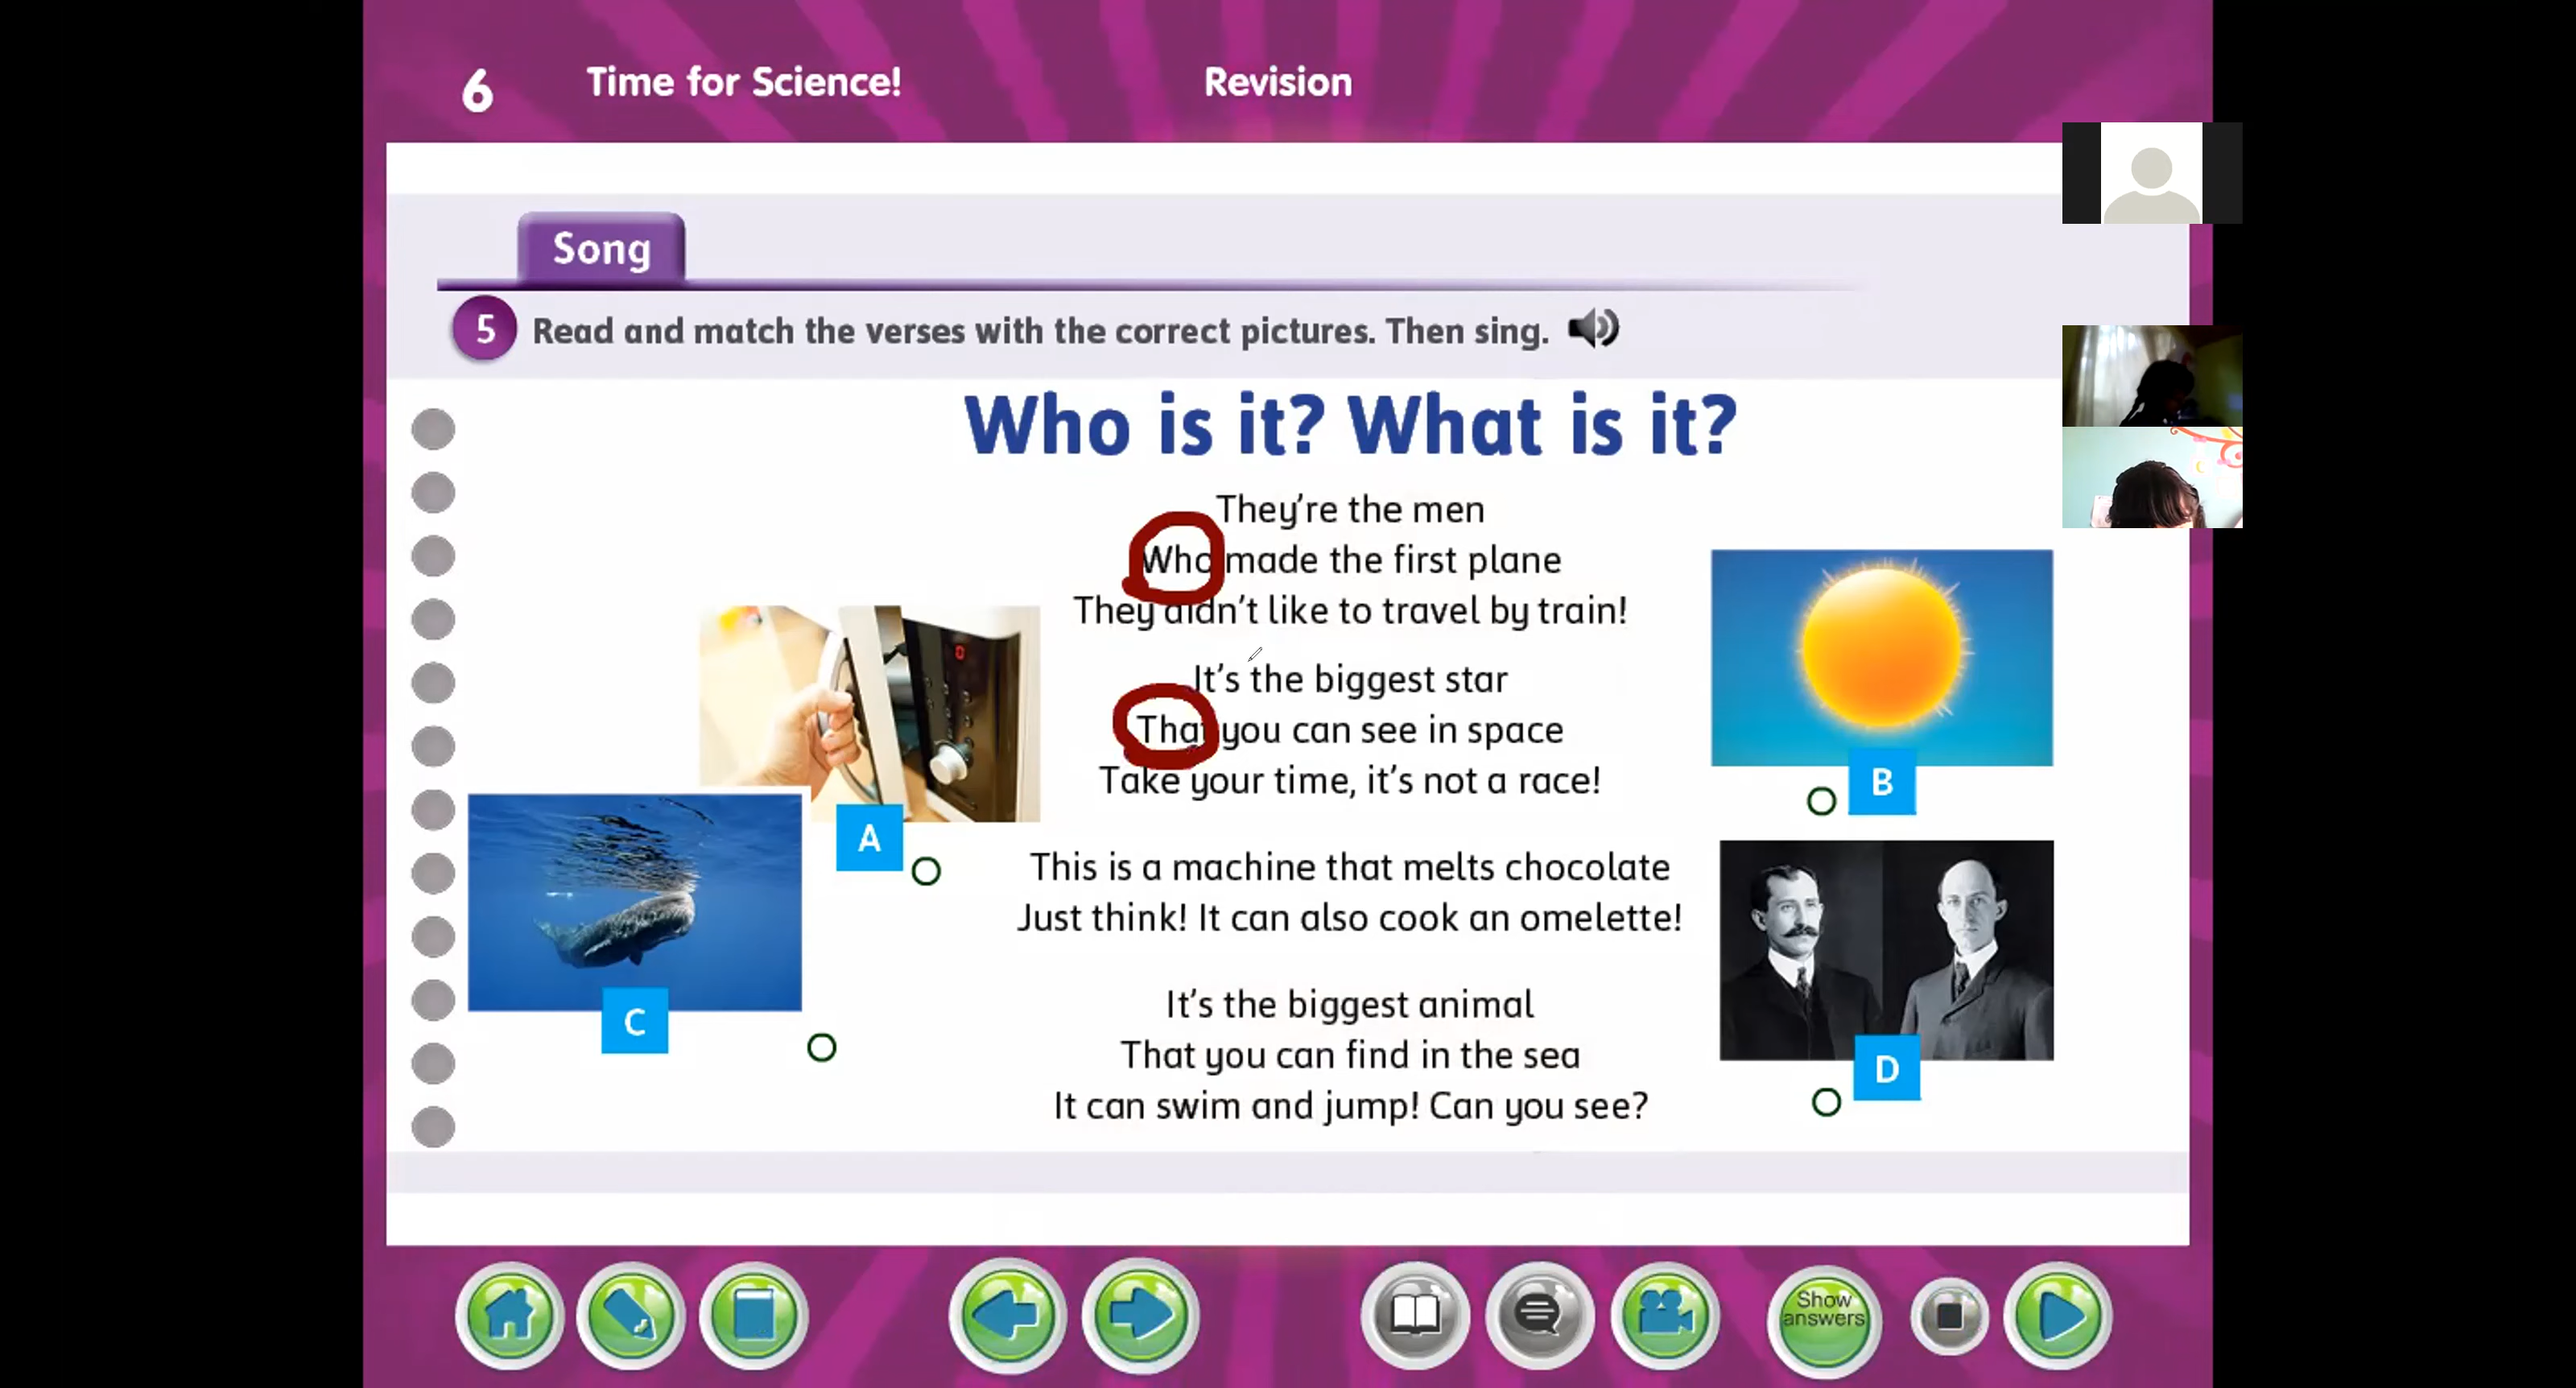 6 Time for Science! Revision
Song
5 Read and match the verses with the correct pictures. Then sing.
Who is it? What is it?
They're the men
Who made the first plane
They didn't like to travel by train!
It's the biggest star
That you can see in space
Take your time, it's not a race!
This is a machine that melts chocolate
Just think! It can also cook an omelette!
It's the biggest animal
That you can find in the sea
It can swim and jump! Can you see?
0
A
B
C
D
Show
answers